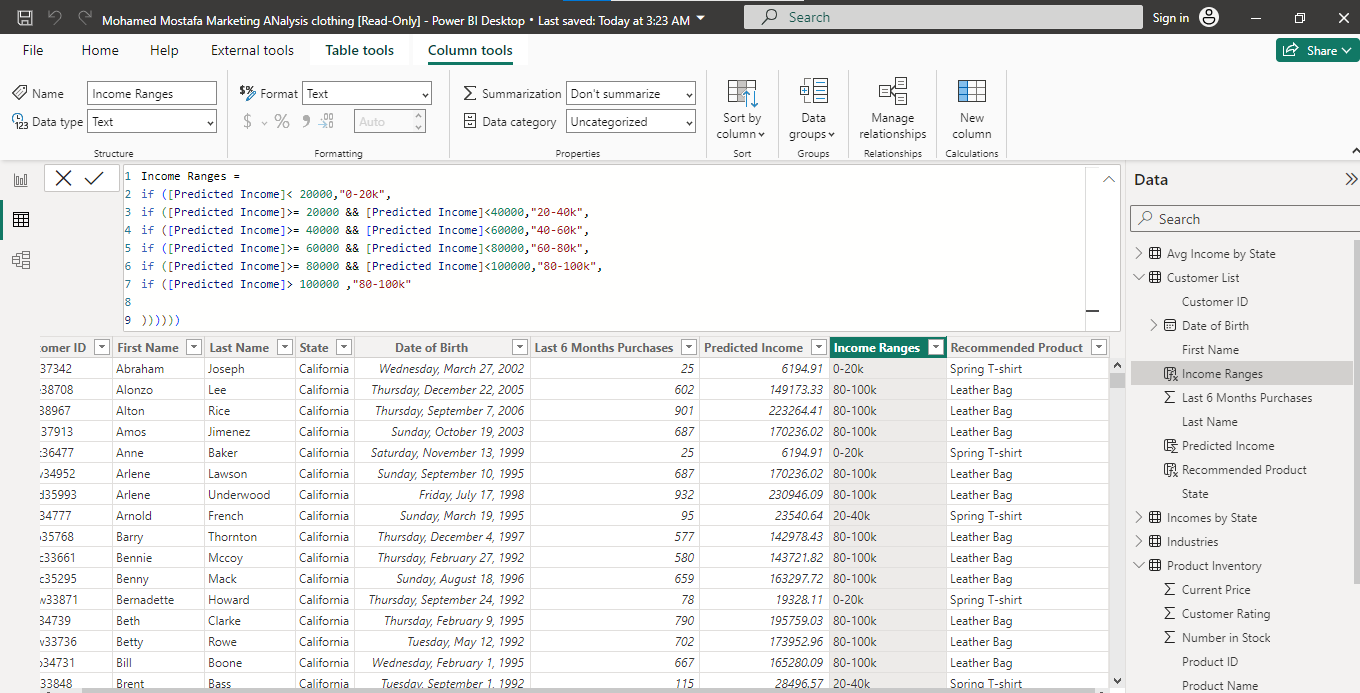 Mohamed Mostafa Marketing ANalysis clothing [Read-Only] - Power BI Desktop • Last saved: Today at 3:23 AM
Search
Sign in
File Home Help External tools Table tools Column tools
Share
Name Income Ranges
Data type Text
Structure
Format Text
$ % 9 .00 Auto
Formatting
Summarization Don't summarize
Data category Uncategorized
Properties
Sort by
column
Sort
Data
groups
Groups
Manage
relationships
Relationships
New
column
Calculations
1 Income Ranges =
2 if ([Predicted Income]< 20000,"0-20k",
3 if ([Predicted Income]>= 20000 && [Predicted Income]<40000,"20-40k",
4 if ([Predicted Income]>= 40000 && [Predicted Income]<60000,"40-60k",
5 if ([Predicted Income]>= 60000 && [Predicted Income]<80000,"60-80k",
6 if ([Predicted Income]>= 80000 && [Predicted Income]<100000,"80-100k",
7 if ([Predicted Income]> 100000 ,"80-100k"
8
9 ))))))
omer ID First Name Last Name State Date of Birth Last 6 Months Purchases Predicted Income Income Ranges Recommended Product
37342 Abraham Joseph California Wednesday, March 27, 2002 25 6194.91 0-20k Spring T-shirt
38708 Alonzo Lee California Thursday, December 22, 2005 602 149173.33 80-100k Leather Bag
38967 Alton Rice California Thursday, September 7, 2006 901 223264.41 80-100k Leather Bag
37913 Amos Jimenez California Sunday, October 19, 2003 687 170236.02 80-100k Leather Bag
36477 Anne Baker California Saturday, November 13, 1999 25 6194.91 0-20k Spring T-shirt
34952 Arlene Lawson California Sunday, September 10, 1995 687 170236.02 80-100k Leather Bag
35993 Arlene Underwood California Friday, July 17, 1998 932 230946.09 80-100k Leather Bag
34777 Arnold French California Sunday, March 19, 1995 95 23540.64 20-40k Spring T-shirt
35768 Barry Thornton California Thursday, December 4, 1997 577 142978.43 80-100k Leather Bag
33661 Bennie Mccoy California Thursday, February 27, 1992 580 143721.82 80-100k Leather Bag
35295 Benny Mack California Sunday, August 18, 1996 659 163297.72 80-100k Leather Bag
33871 Bernadette Howard California Thursday, September 24, 1992 78 19328.11 0-20k Spring T-shirt
34739 Beth Clarke California Thursday, February 9, 1995 790 195759.03 80-100k Leather Bag
33736 Betty Rowe California Tuesday, May 12, 1992 702 173952.96 80-100k Leather Bag
34731 Bill Boone California Wednesday, February 1, 1995 667 165280.09 80-100k Leather Bag
33848 Brent Bass California Tuesday, September 1, 1992 115 28496.57 20-40k Spring T-shirt
Data
Search
Avg Income by State
Customer List
Customer ID
Date of Birth
First Name
Income Ranges
Last 6 Months Purchases
Last Name
Predicted Income
Recommended Product
State
Incomes by State
Industries
Product Inventory
Current Price
Customer Rating
Number in Stock
Product ID
Product Name